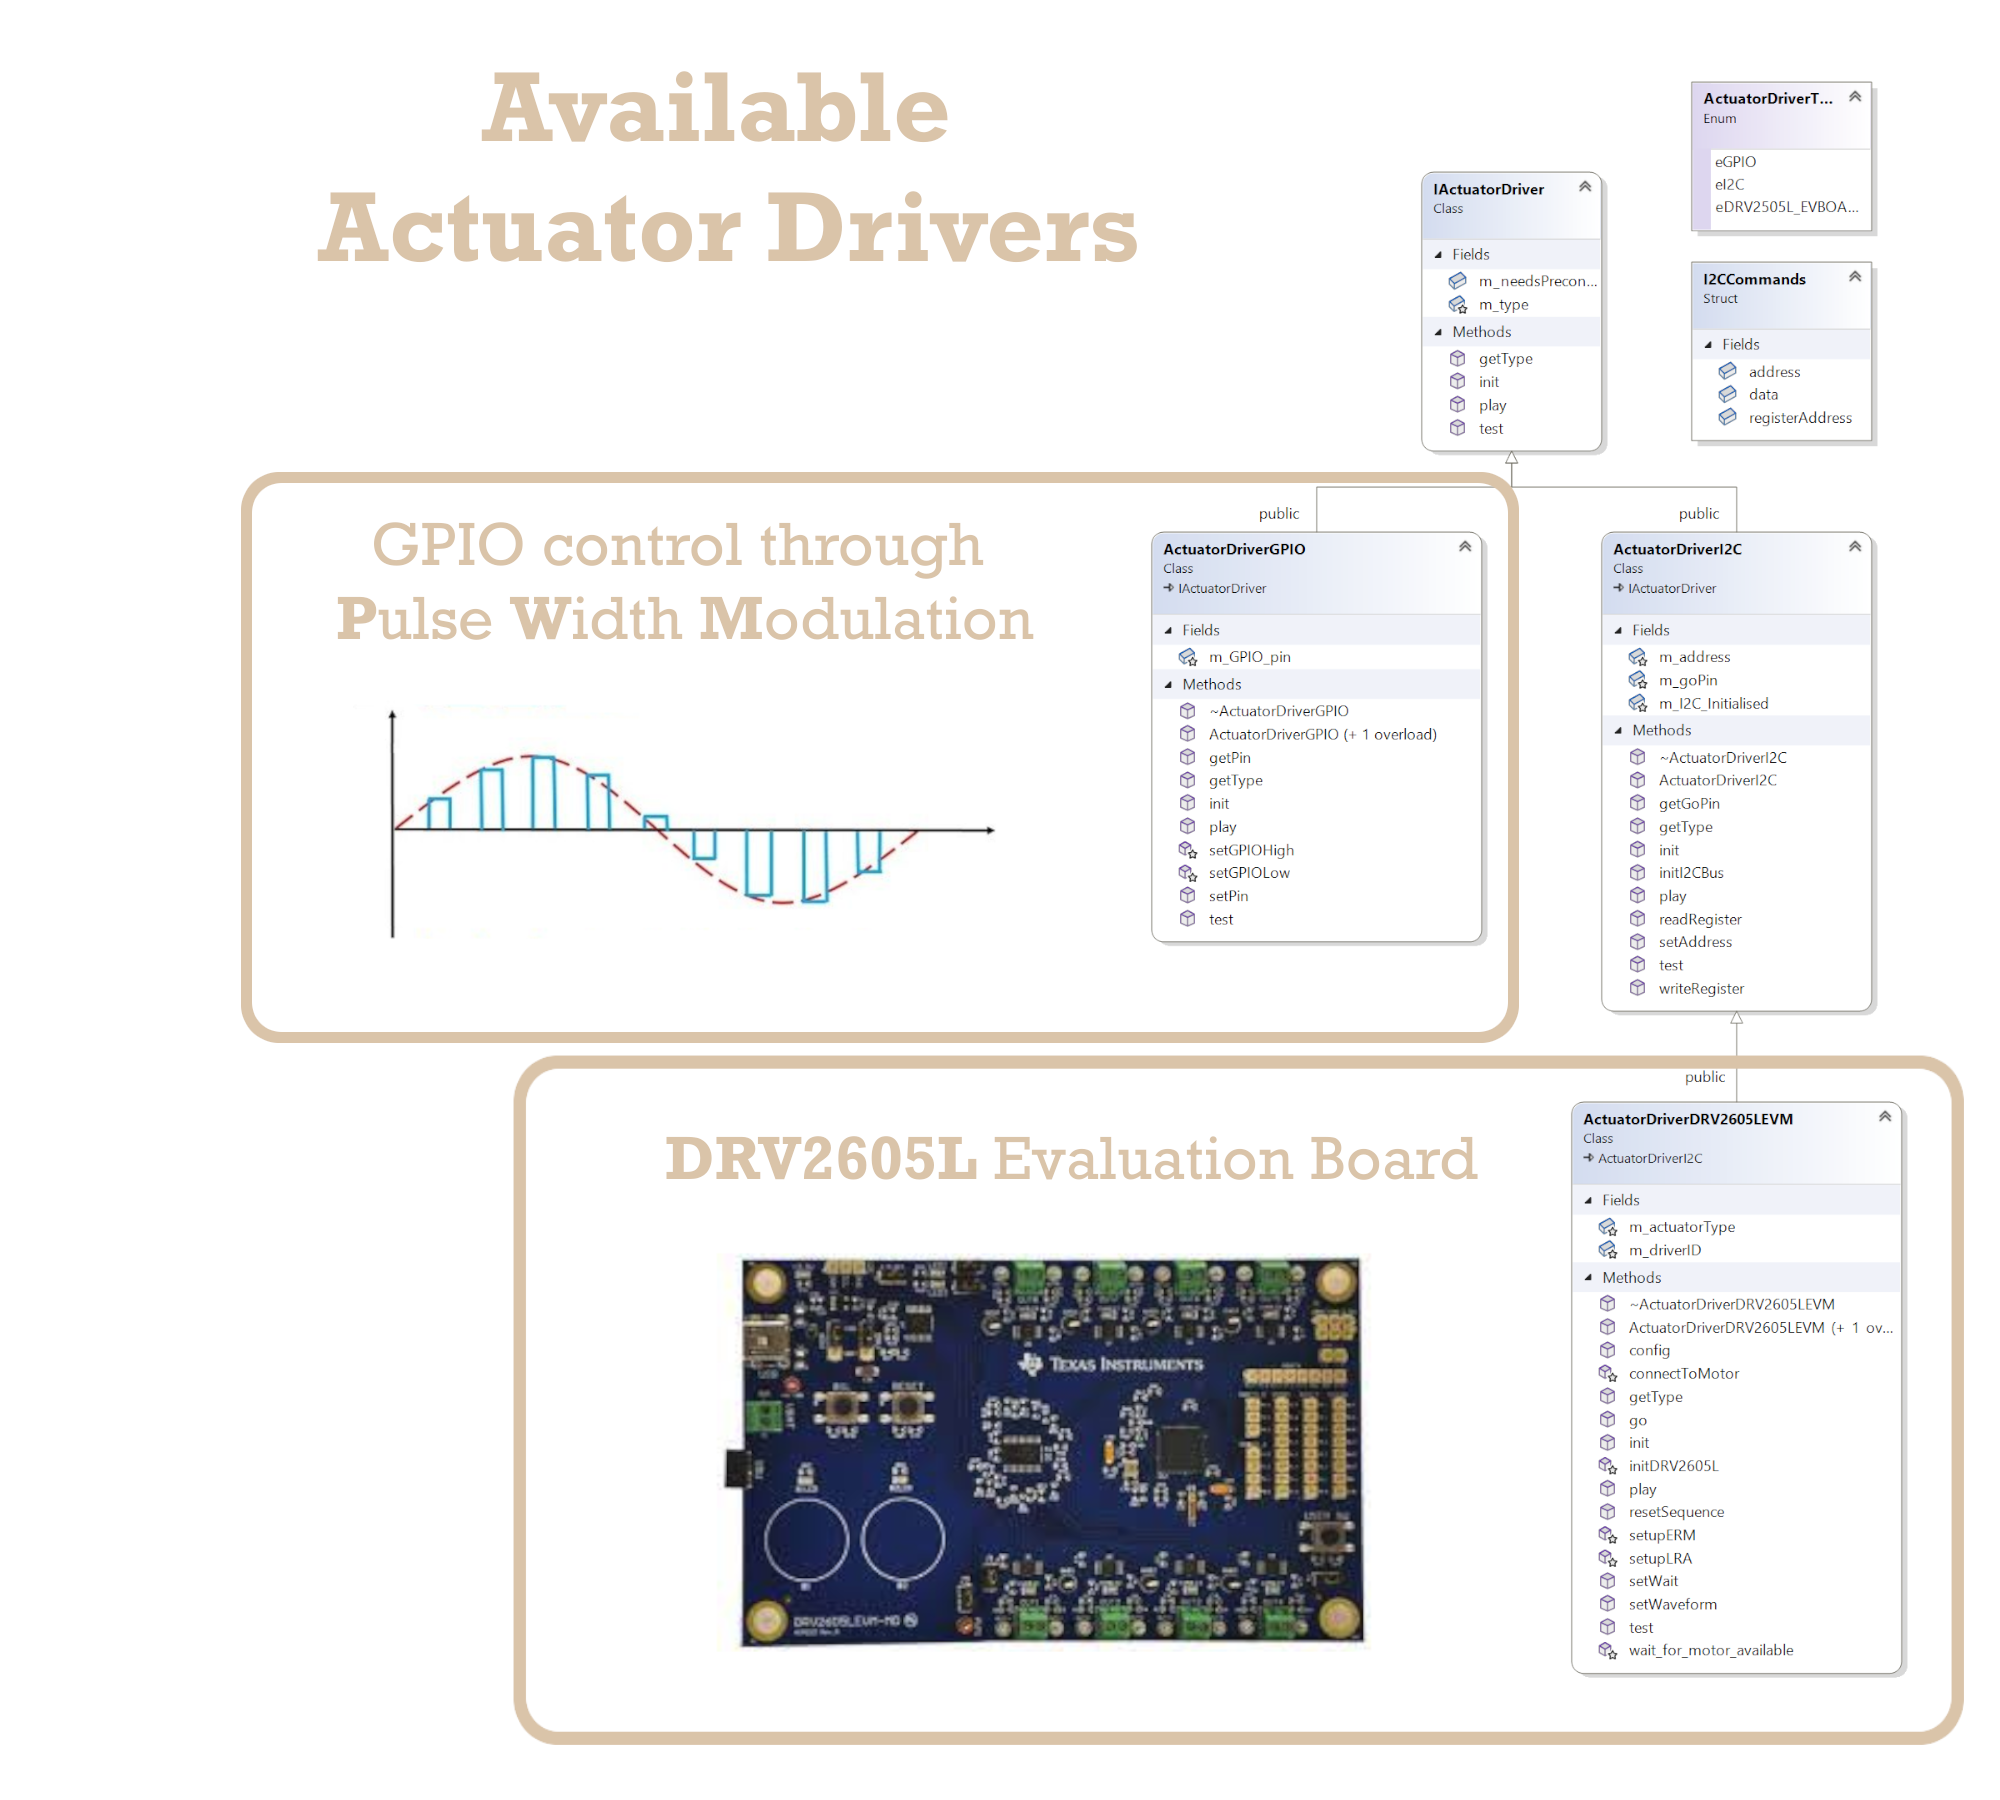 Available
Actuator Drivers
ActuatorDriverT...
Enum
eGPIO
eI2C
eDRV2505L_EVBOA...
IActuatorDriver
Class
Fields
m_needsPrecon...
m_type
Methods
getType
init
play
test
I2CCommands
Struct
Fields
address
data
registerAddress
GPIO control through
Pulse Width Modulation
public
ActuatorDriverGPIO
Class
IActuatorDriver
Fields
m_GPIO_pin
Methods
~ActuatorDriverGPIO
ActuatorDriverGPIO (+ 1 overload)
getPin
getType
init
play
setGPIOHigh
setGPIOLow
setPin
test
public
ActuatorDriverI2C
Class
IActuatorDriver
Fields
m_address
m_goPin
m_I2C_Initialised
Methods
~ActuatorDriverI2C
ActuatorDriverI2C
getGoPin
getType
init
initI2CBus
play
readRegister
setAddress
test
writeRegister
DRV2605L Evaluation Board
TEXAS INSTRUMENTS
RESET
USER SW
DRV2605LEVM-MD
public
ActuatorDriverDRV2605LEVM
Class
ActuatorDriverI2C
Fields
m_actuatorType
m_driverID
Methods
~ActuatorDriverDRV2605LEVM
ActuatorDriverDRV2605LEVM (+ 1 ov...
config
connectToMotor
getType
go
init
initDRV2605L
play
resetSequence
setupERM
setupLRA
setWait
setWaveform
test
wait_for_motor_available